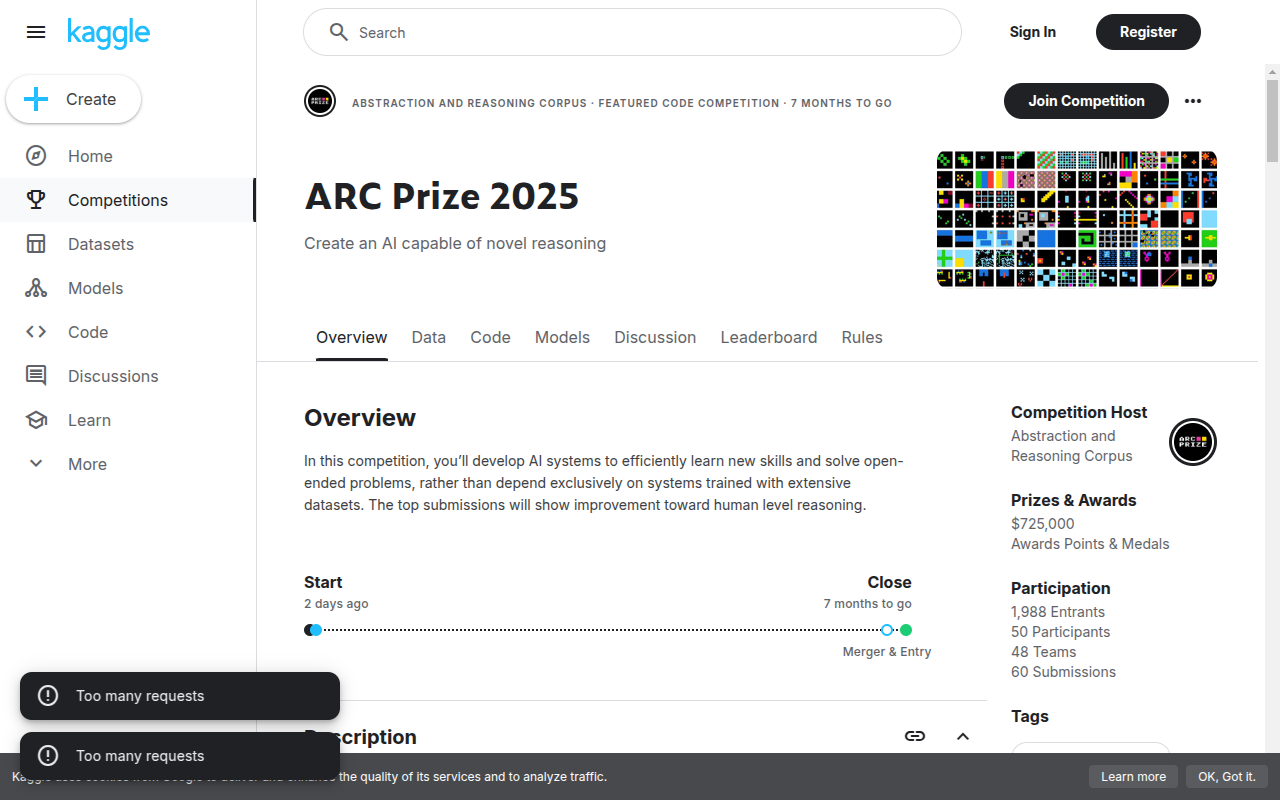 kaggle
Search
Sign In
Register
Create
ABSTRACTION AND REASONING CORPUS · FEATURED CODE COMPETITION · 7 MONTHS TO GO
Join Competition
Home
Competitions
Datasets
Models
Code
Discussions
Learn
More
ARC Prize 2025
Create an AI capable of novel reasoning
Overview
Data
Code
Models
Discussion
Leaderboard
Rules
Overview
In this competition, you’ll develop AI systems to efficiently learn new skills and solve open-
ended problems, rather than depend exclusively on systems trained with extensive
datasets. The top submissions will show improvement toward human level reasoning.
Start
2 days ago
Close
7 months to go
Merger & Entry
Description
Competition Host
Abstraction and
Reasoning Corpus
ARC
PRIZE
Prizes & Awards
$725,000
Awards Points & Medals
Participation
1,988 Entrants
50 Participants
48 Teams
60 Submissions
Tags
Too many requests
Too many requests
the quality of its services and to analyze traffic.
Learn more
OK, Got it.